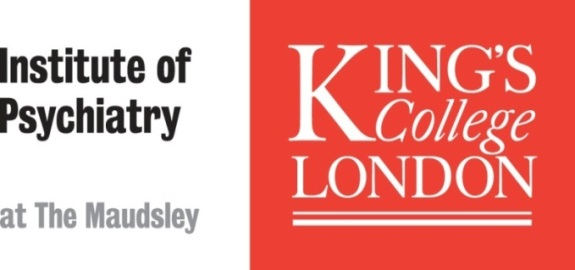 Institute of
Psychiatry
at The Maudsley
KING'S
College
LONDON